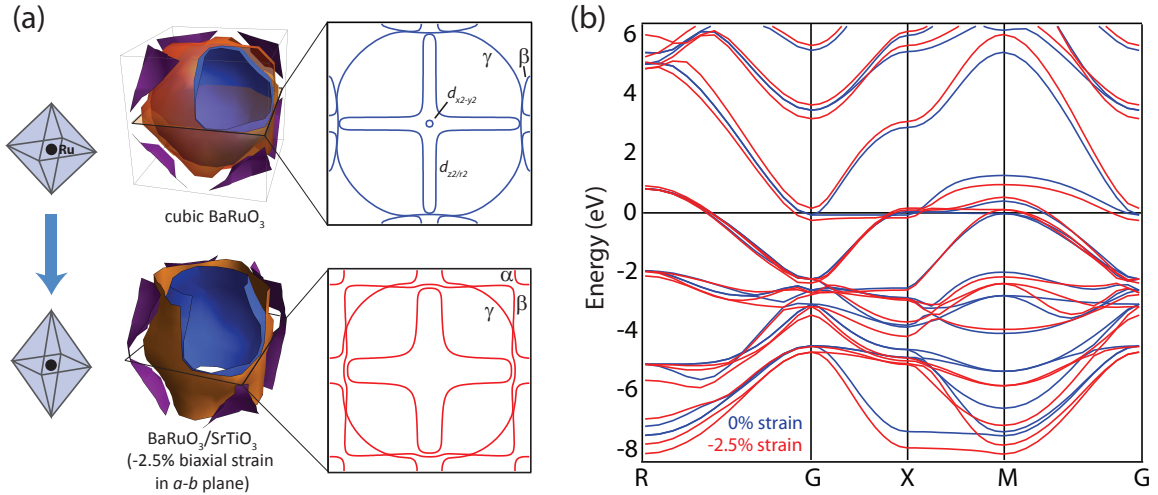 (a)
Ru
cubic BaRuO3
γ
β
dx2-y2
dz2/r2
BaRuO3/SrTiO3
(-2.5% biaxial strain
in a-b plane)
α
β
γ
(b)
Energy (eV)
6
4
2
0
-2
-4
-6
-8
0% strain
-2.5% strain
R G X M G